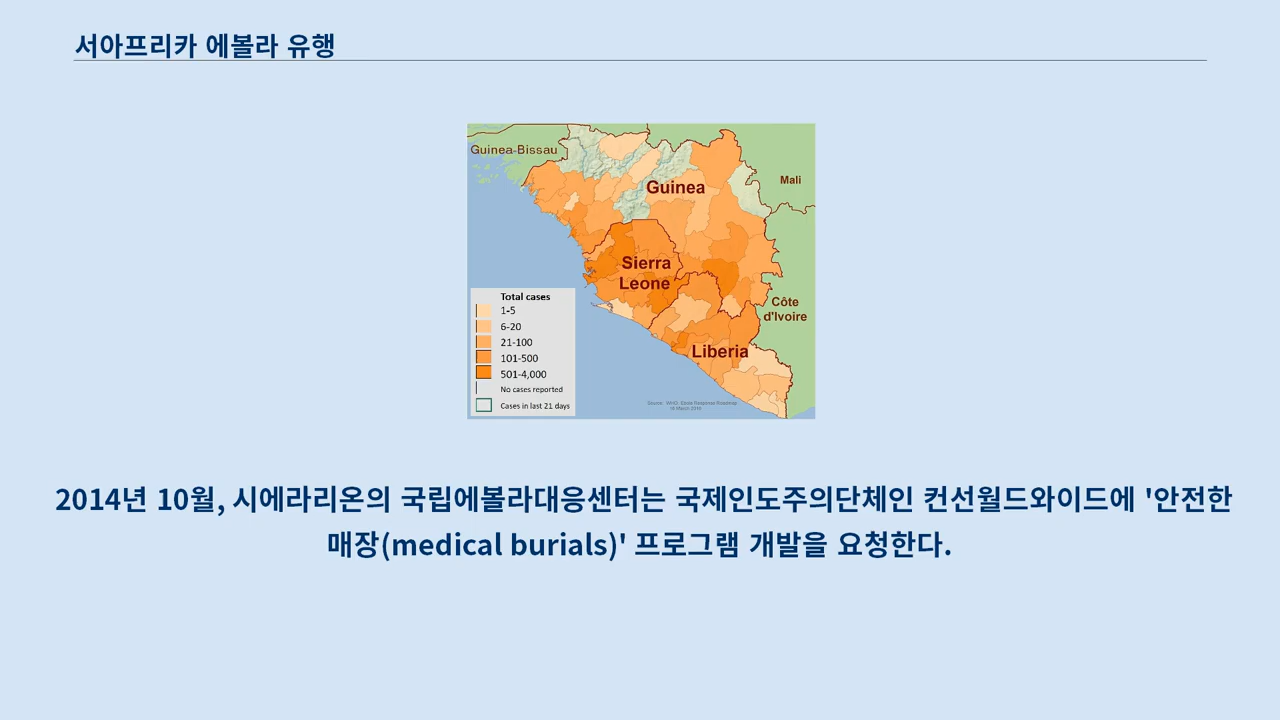 서아프리카 에볼라 유행
Guinea-Bissau
Mali
Guinea
Sierra
Leone
Côte
d'Ivoire
Liberia
Total cases
1-5
6-20
21-100
101-500
501-4,000
No cases reported
Cases in last 21 days
Source: WHO: Ebola Response Roadmap
2014년 10월, 시에라리온의 국립에볼라대응센터는 국제인도주의단체인 컨선월드와이드에 '안전한
매장(medical burials)' 프로그램 개발을 요청한다.